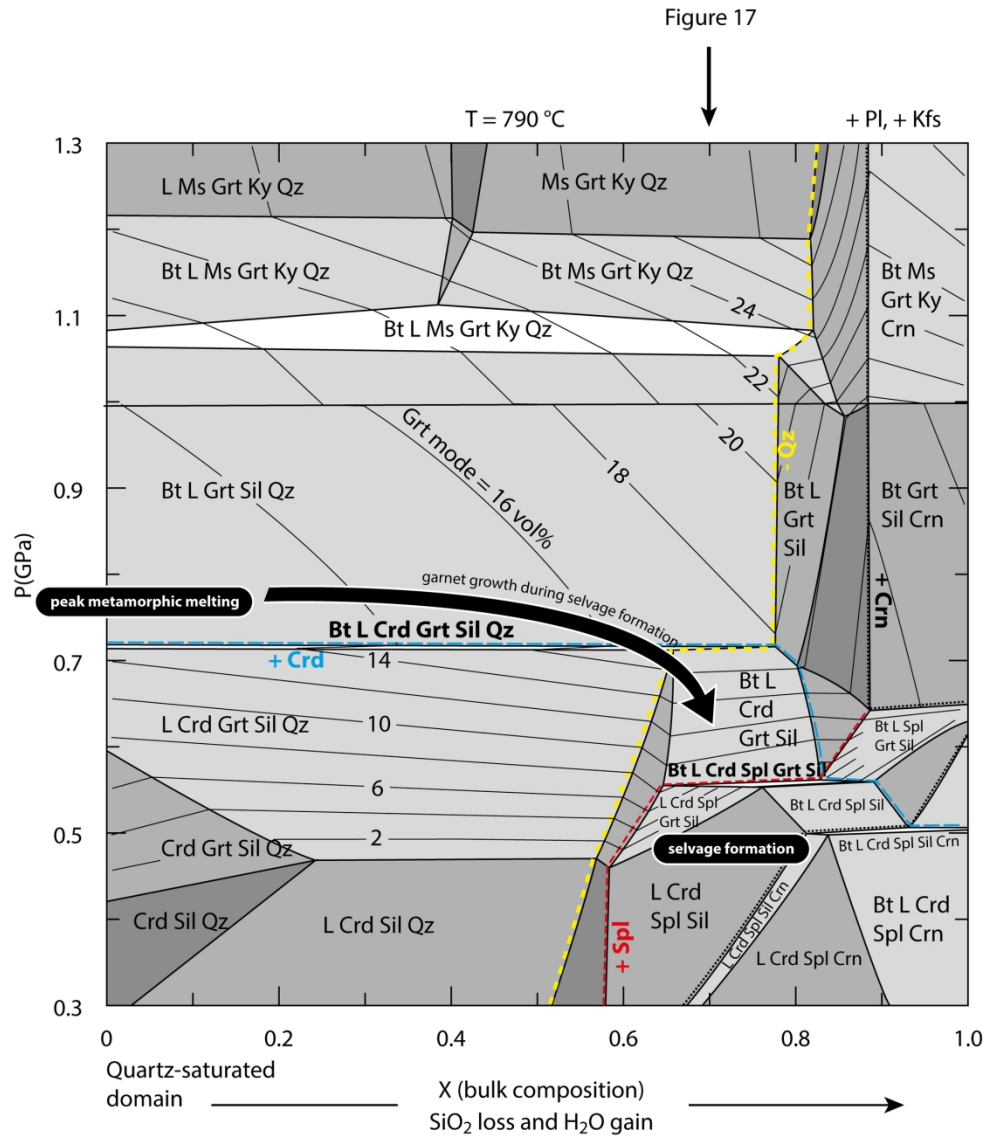 Figure 17
T = 790 °C
+ Pl, + Kfs
1.3
L Ms Grt Ky Qz
Ms Grt Ky Qz
Bt L Ms Grt Ky Qz
Bt Ms Grt Ky Qz
Bt Ms
Grt Ky
Crn
24
1.1
Bt L Ms Grt Ky Qz
22
Grt mode = 16 vol%
18
20
- Qz
0.9
Bt L Grt Sil Qz
Bt L
Grt
Sil
Bt Grt
Sil Crn
P(GPa)
peak metamorphic melting
garnet growth during selvage formation
+ Crn
Bt L Crd Grt Sil Qz
0.7
+ Crd
14
Bt L
Crd
Grt Sil
L Crd Grt Sil Qz
10
Bt L Spl
Grt Sil
Bt L Crd Spl Grt Sil
6
L Crd Spl
Grt Sil
Bt L Crd Spl Sil
0.5
2
Crd Grt Sil Qz
selvage formation
Bt L Crd Spl Sil Crn
Crd Sil Qz
L Crd Sil Qz
+ Spl
L Crd
Spl Sil
L Crd Spl Sil Crn
L Crd Spl Crn
Bt L Crd
Spl Crn
0.3
0
0.2
0.4
0.6
0.8
1.0
Quartz-saturated
domain
X (bulk composition)
SiO2 loss and H2O gain